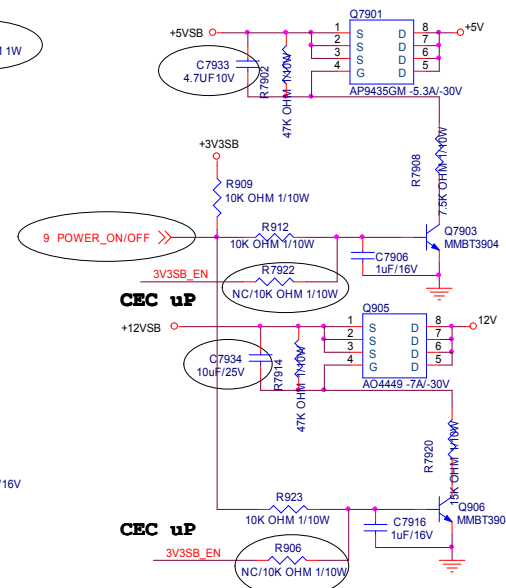 M 1W
+5VSB
C7933
4.7UF10V
R7902
47K OHM 1/10W
Q7901
1 S D 8
2 S D 7
3 S D 6
4 G D 5
+5V
AP9435GM -5.3A/-30V
R7908
7.5K OHM 1/10W
+3V3SB
R909
10K OHM 1/10W
9 POWER_ON/OFF
R912
10K OHM 1/10W
Q7903
MMBT3904
C7906
1uF/16V
3V3SB_EN
R7922
NC/10K OHM 1/10W
CEC uP
+12VSB
C7934
10uF/25V
R7914
47K OHM 1/10W
Q905
1 S D 8
2 S D 7
3 S D 6
4 G D 5
12V
AO4449 -7A/-30V
R7920
15K OHM 1/10W
/16V
R923
10K OHM 1/10W
Q906
MMBT390
C7916
1uF/16V
CEC uP
3V3SB_EN
R906
NC/10K OHM 1/10W